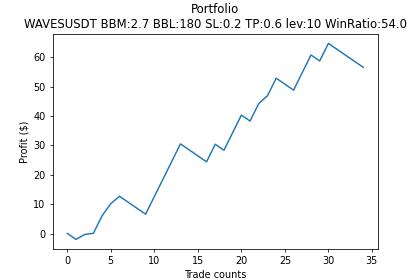 Portfolio
WAVESUSDT BBM:2.7 BBL:180 SL:0.2 TP:0.6 lev:10 WinRatio:54.0
60
50
40
30
20
10
0
Profit ($)
0 5 10 15 20 25 30 35
Trade counts